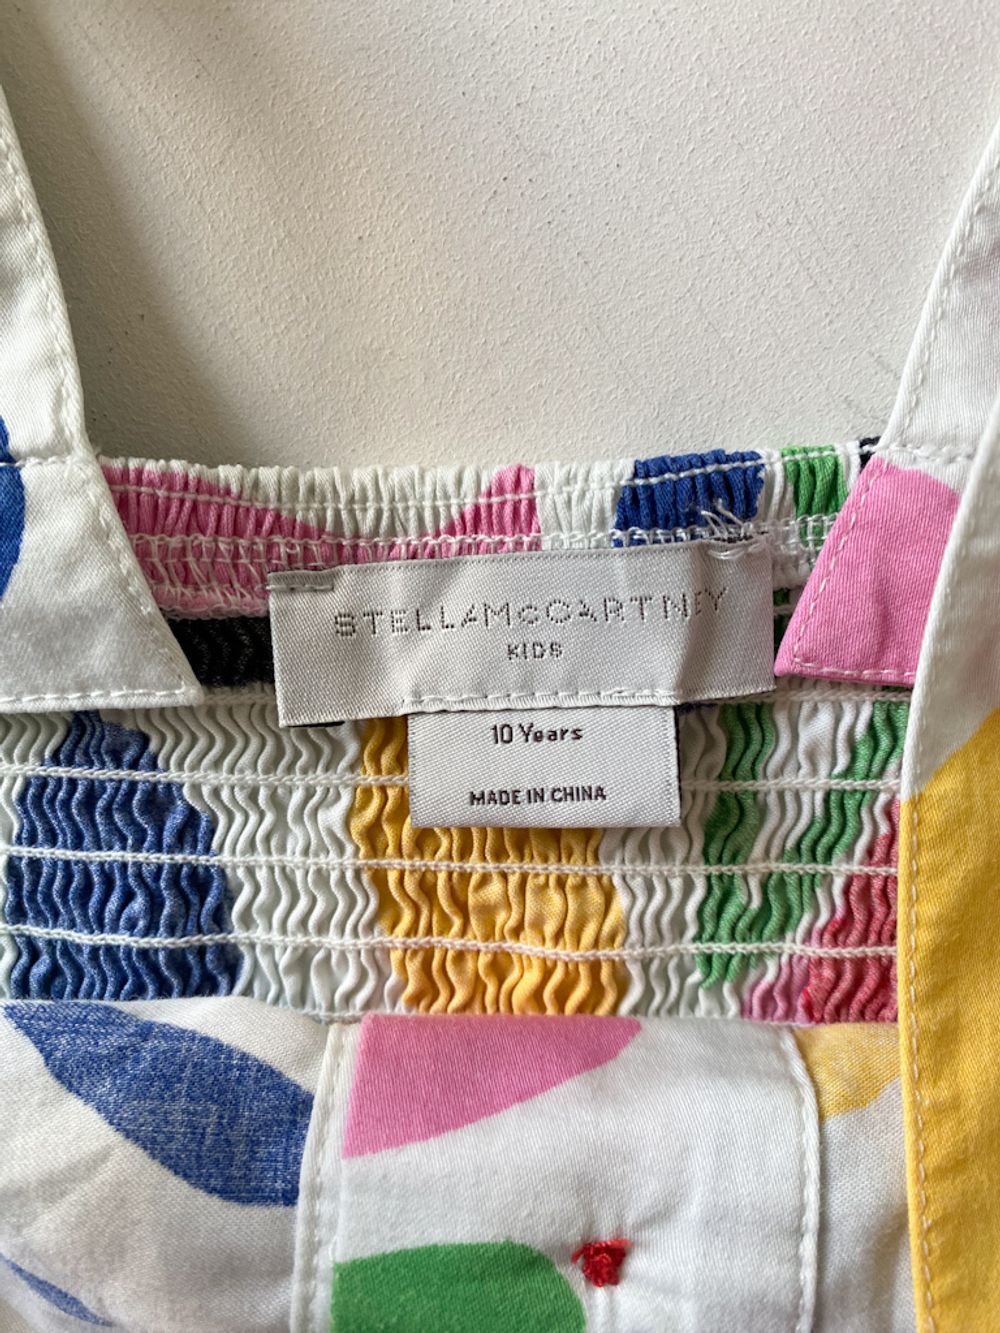 STELLAMcCARTNEY
KIDS
10 Years
MADE IN CHINA